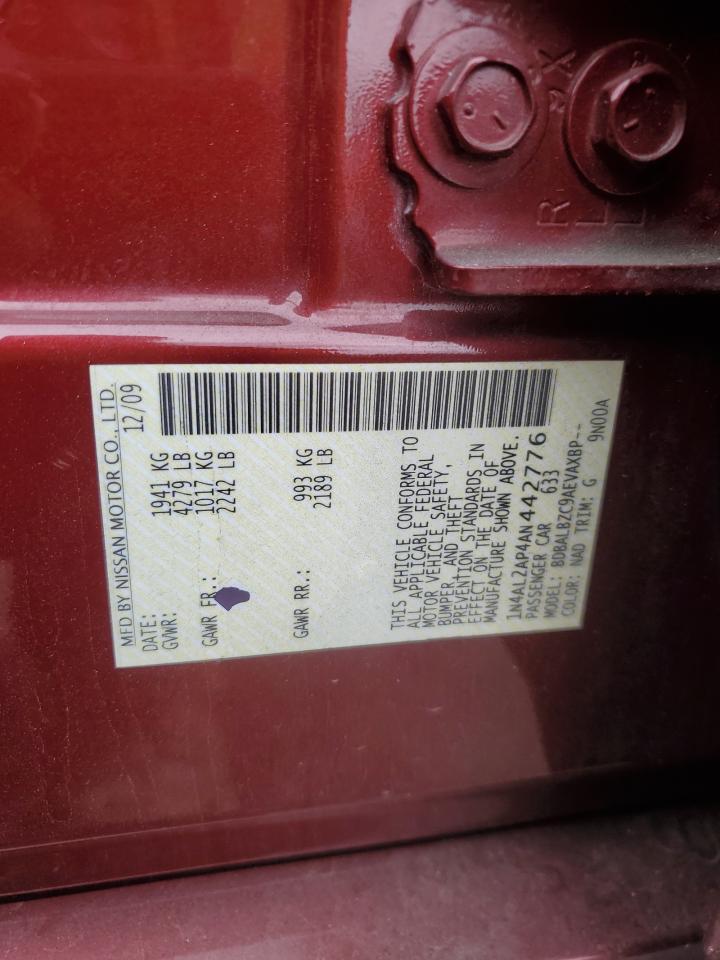 MFD BY NISSAN MOTOR CO., LTD.
DATE: 12/09
GVWR: 1941 KG
4279 LB
GAWR FR.: 1017 KG
2242 LB
GAWR RR.: 993 KG
2189 LB
THIS VEHICLE CONFORMS TO
ALL APPLICABLE FEDERAL
MOTOR VEHICLE SAFETY,
BUMPER, AND THEFT
PREVENTION STANDARDS IN
EFFECT ON THE DATE OF
MANUFACTURE SHOWN ABOVE.
1N4AL2AP4AN442776
PASSENGER CAR 633
MODEL: BDBALBZC9AEVAXBP--
COLOR: NAD TRIM: G 9N00A